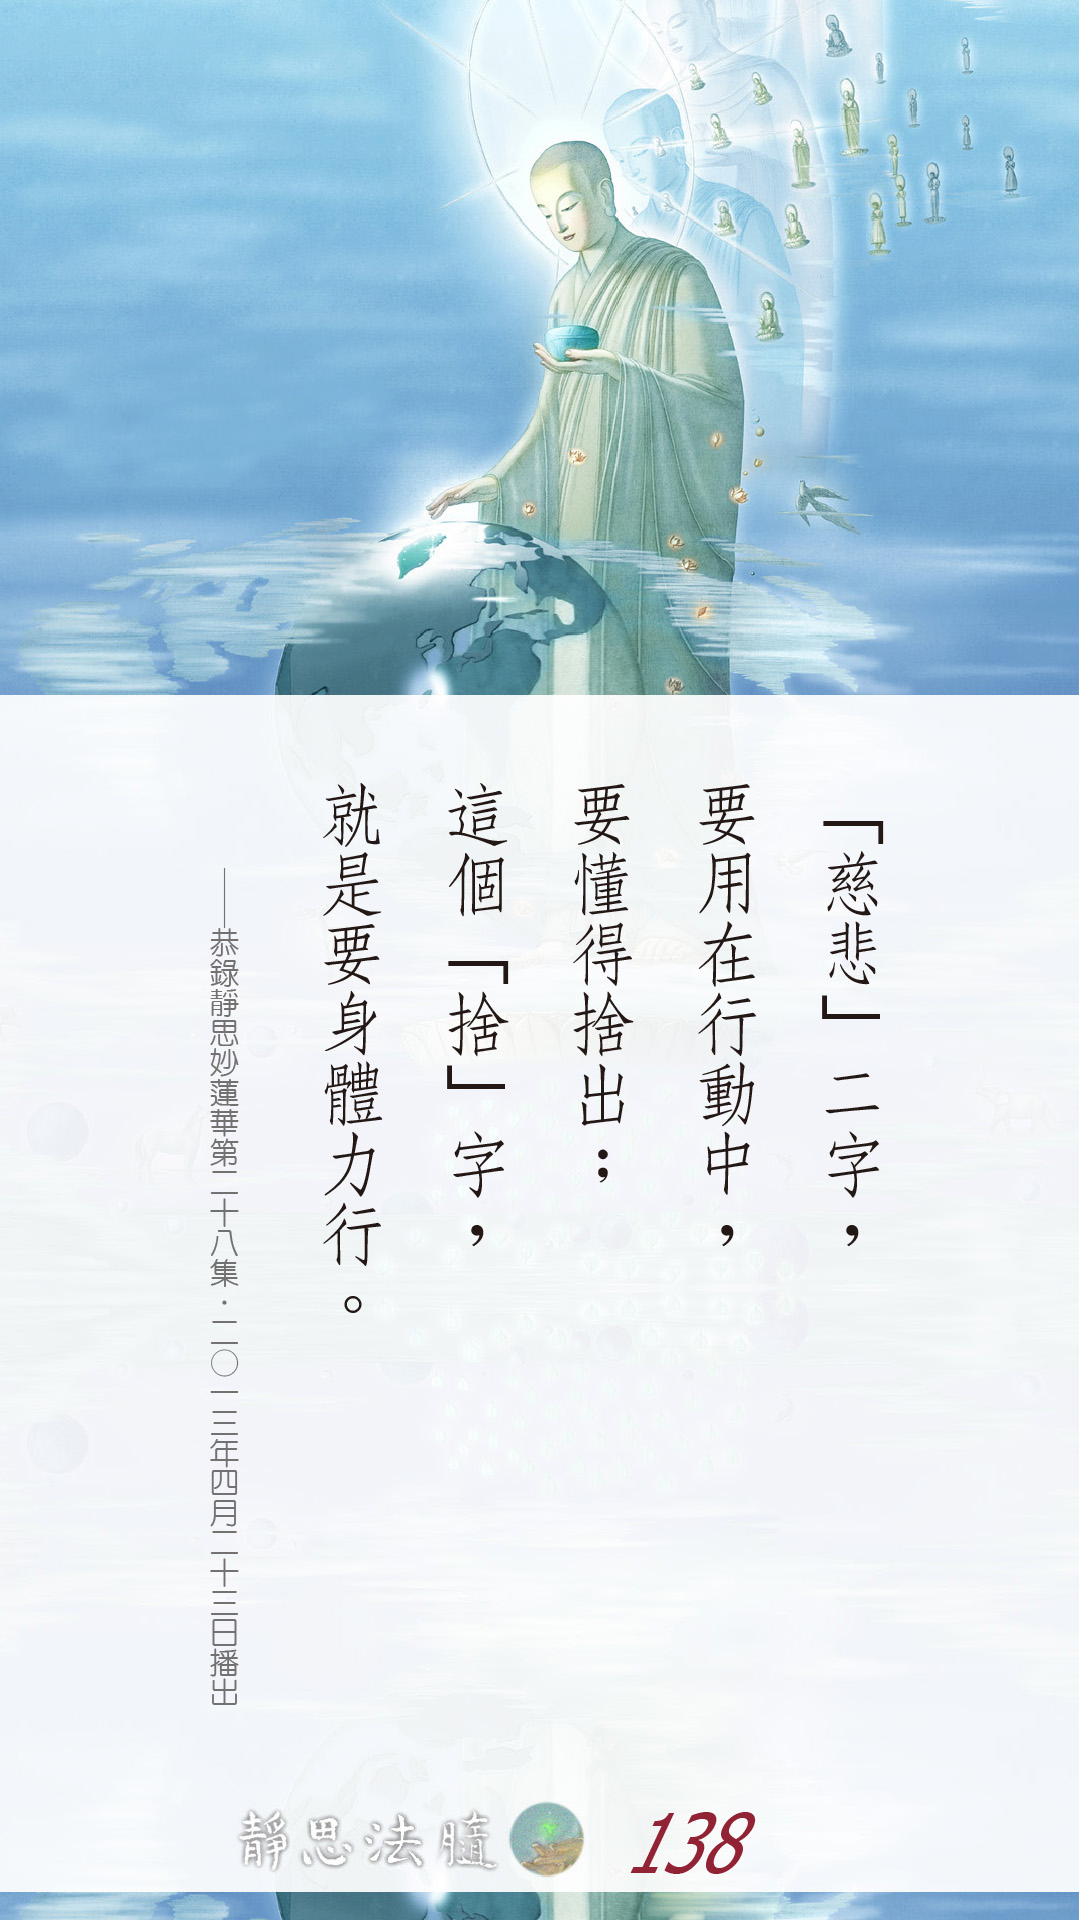 「慈悲」二字，
要用在行動中，
要懂得捨出；
這個「捨」字，
就是要身體力行。
——恭錄靜思妙蓮華第二十八集・二〇一三年四月二十三日播出
靜思法髓
138